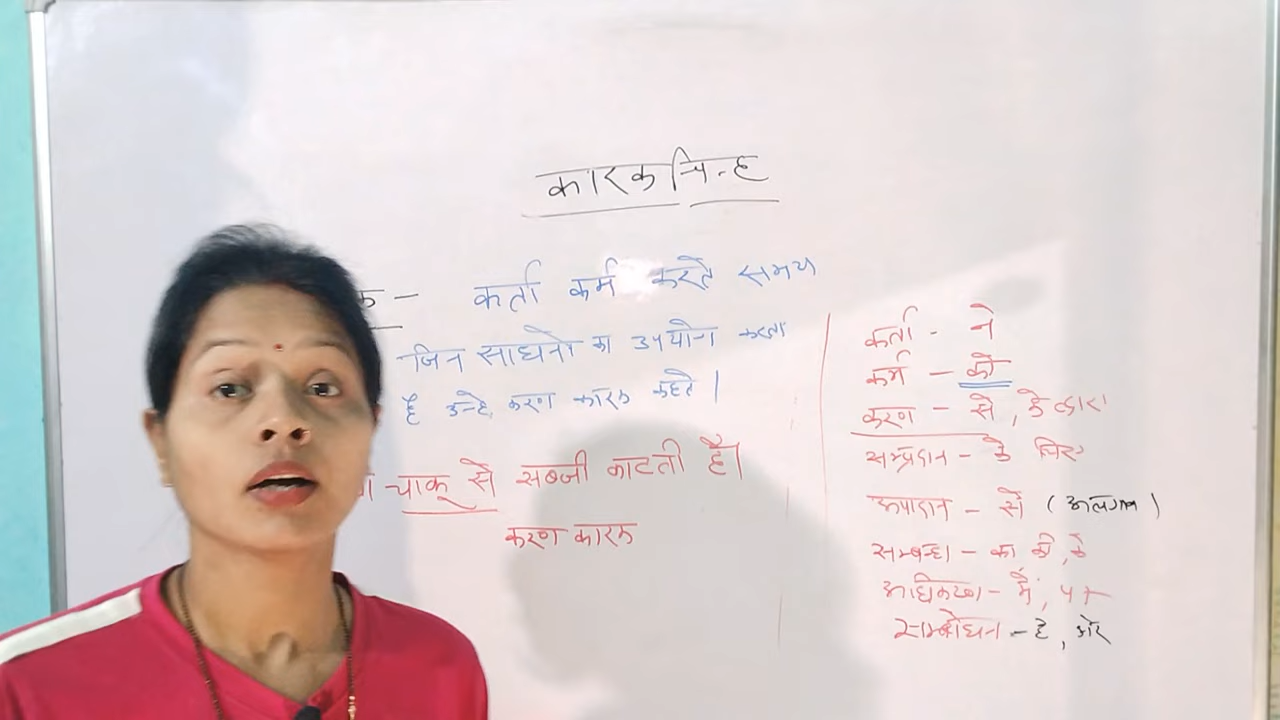 कारक चिन्ह
क – कर्ता कर्म करते समय
जिन साधनो का उपयोग करता
है उन्हे करण कारक कहते।
चाकू से सब्जी काटती है।
करण कारक
कर्ता - ने
कर्म – को
करण – से, के द्वारा
सम्प्रदान – के लिए
अपादान – से (अलगाव)
सम्बन्ध – का की, के
अधिकरण – में, पर
सम्बोधन – हे, ओर